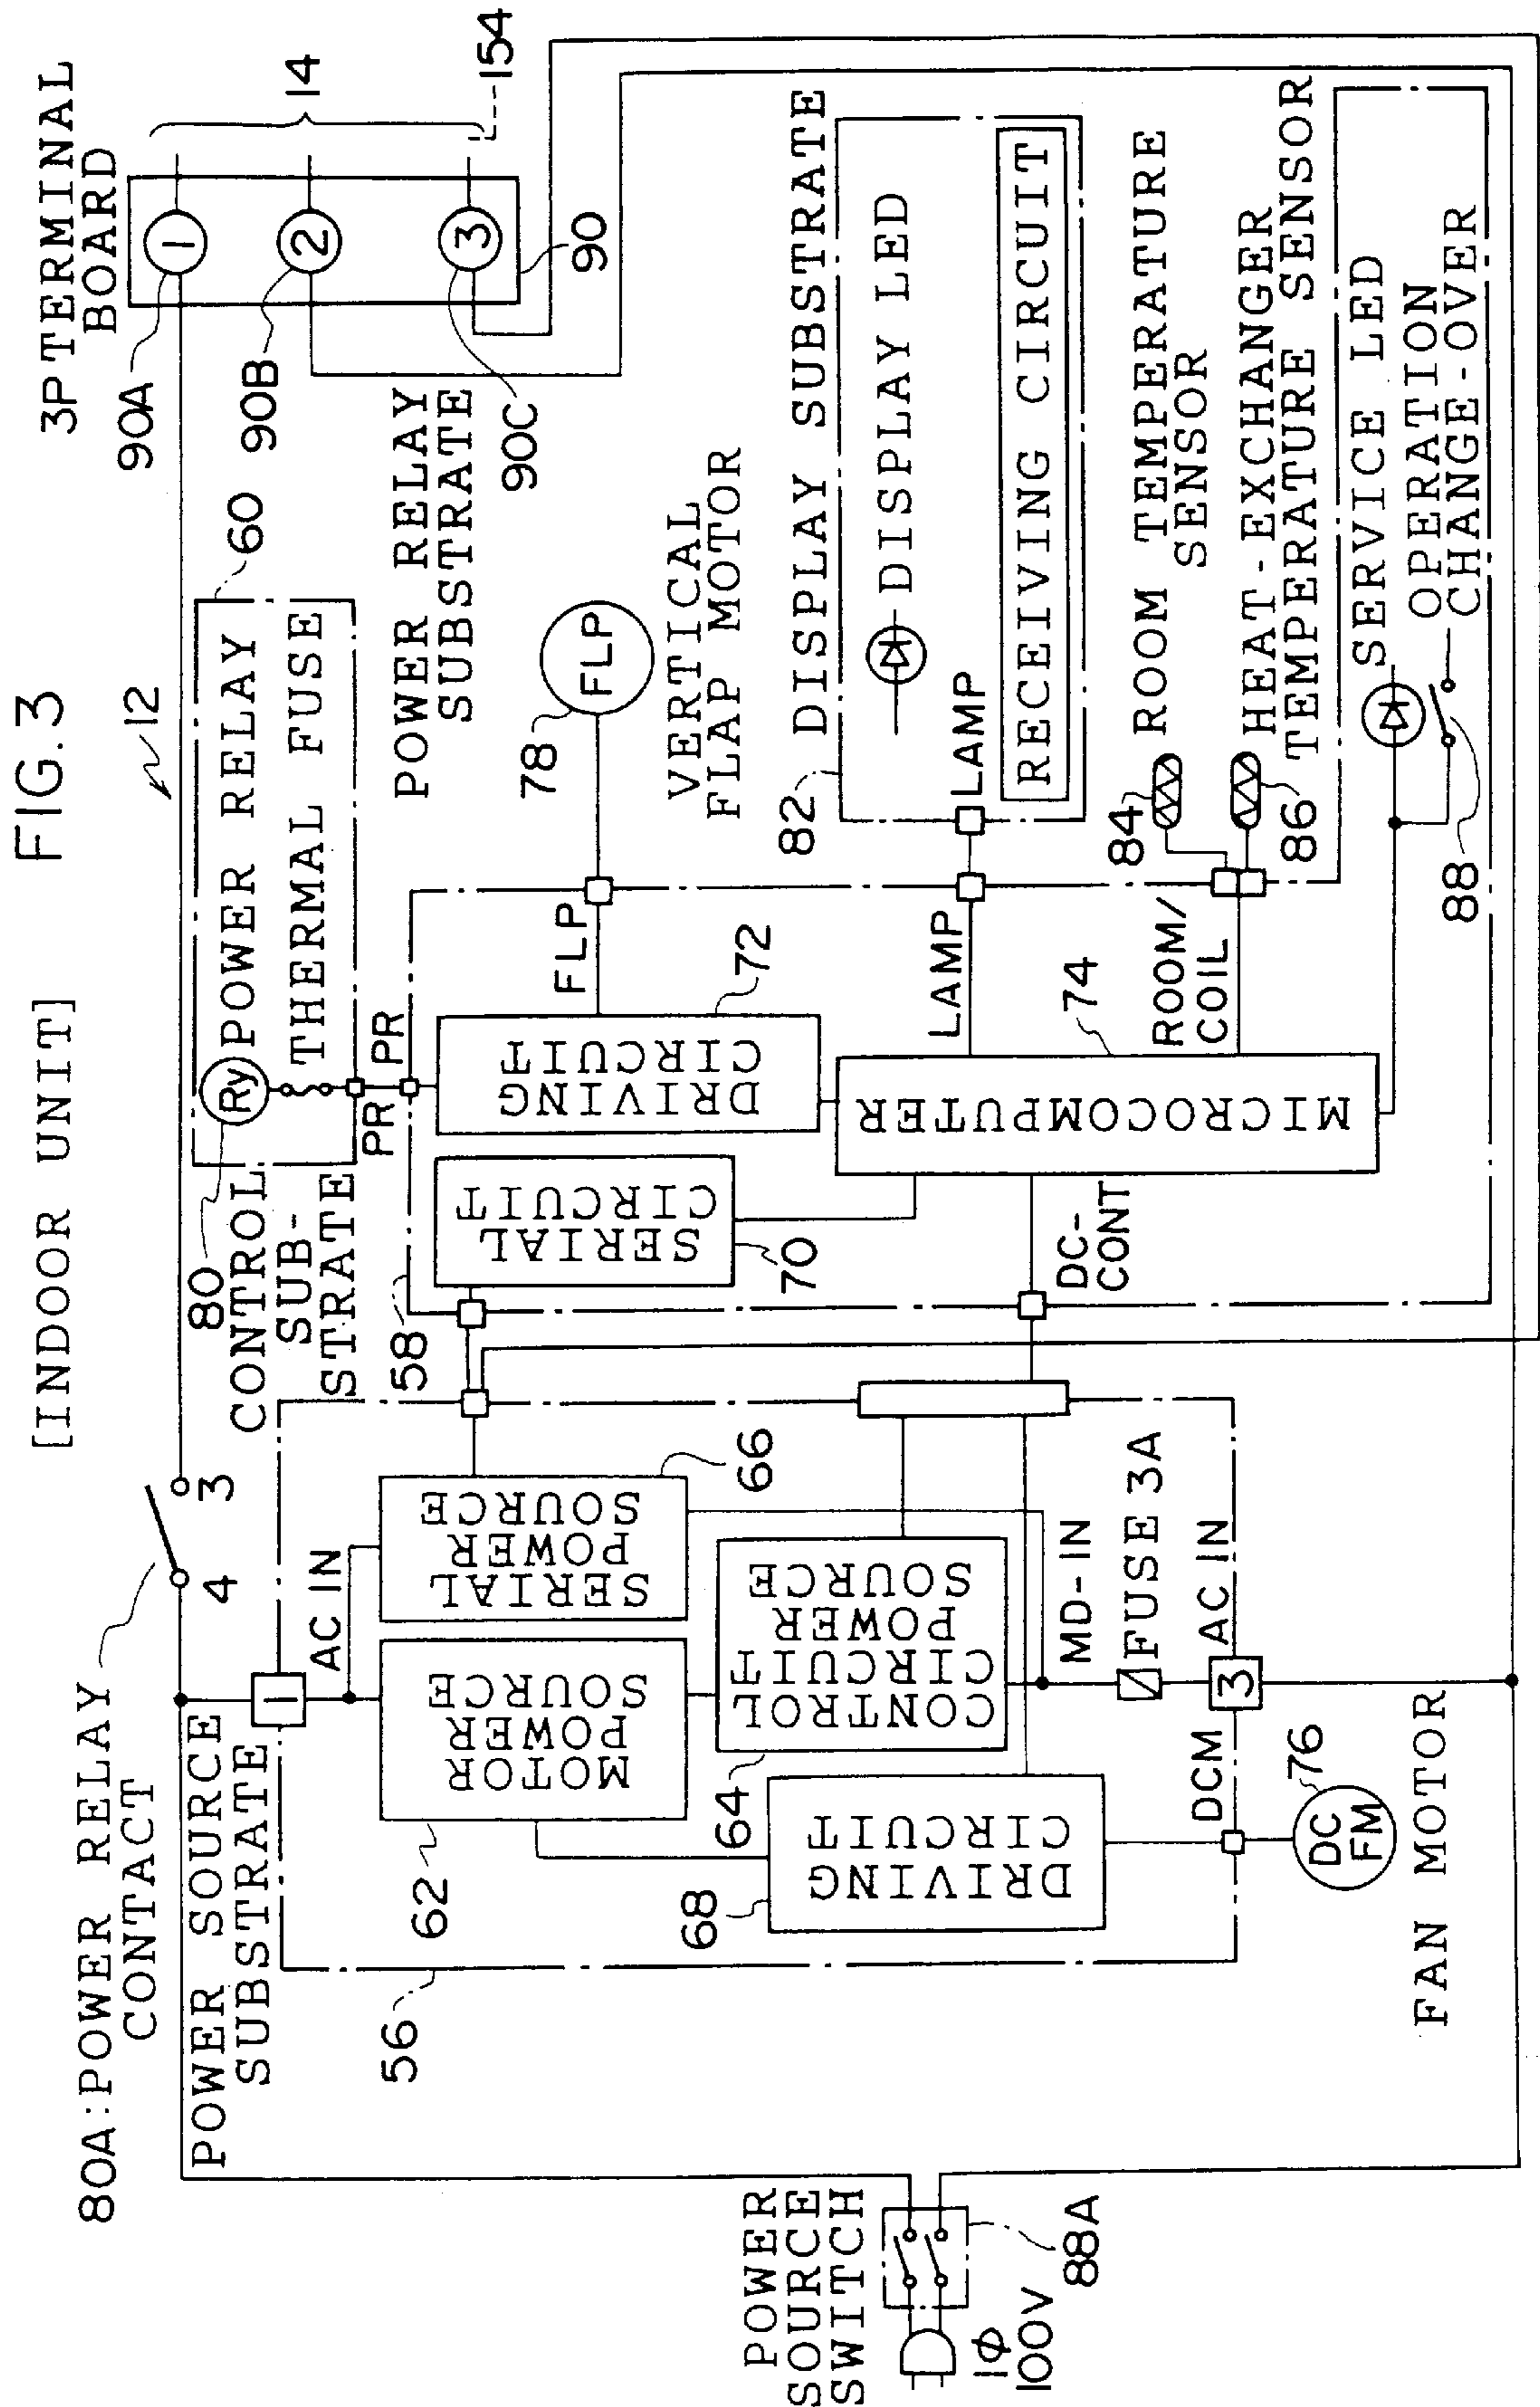 FIG.3
[INDOOR UNIT]
12
80A::POWER RELAY
CONTACT
4
3
3P TERMINAL
BOARD
90A
90B
90C
1
2
3
90
14
154
POWER SOURCE
SUBSTRATE
56
1
AC IN
MOTOR
POWER
SOURCE
62
SERIAL
POWER
SOURCE
66
CONTROL
CIRCUIT
POWER
SOURCE
64
DRIVING
CIRCUIT
68
MD-IN
FUSE 3A
AC IN
3
DCM
DC
FM
76
FAN MOTOR
POWER
SOURCE
SWITCH
1ϕ
100V
88A
CONTROL
SUB-
STRATE
58
80
Ry
POWER RELAY
THERMAL FUSE
60
POWER RELAY
SUBSTRATE
PR
PR
SERIAL
CIRCUIT
70
DRIVING
CIRCUIT
72
MICROCOMPUTER
74
DC-
CONT
FLP
78
FLP
VERTICAL
FLAP MOTOR
LAMP
LAMP
82
DISPLAY SUBSTRATE
DISPLAY LED
RECEIVING CIRCUIT
ROOM/
COIL
84
ROOM TEMPERATURE
SENSOR
86
HEAT-EXCHANGER
TEMPERATURE SENSOR
SERVICE LED
88
OPERATION
CHANGE-OVER